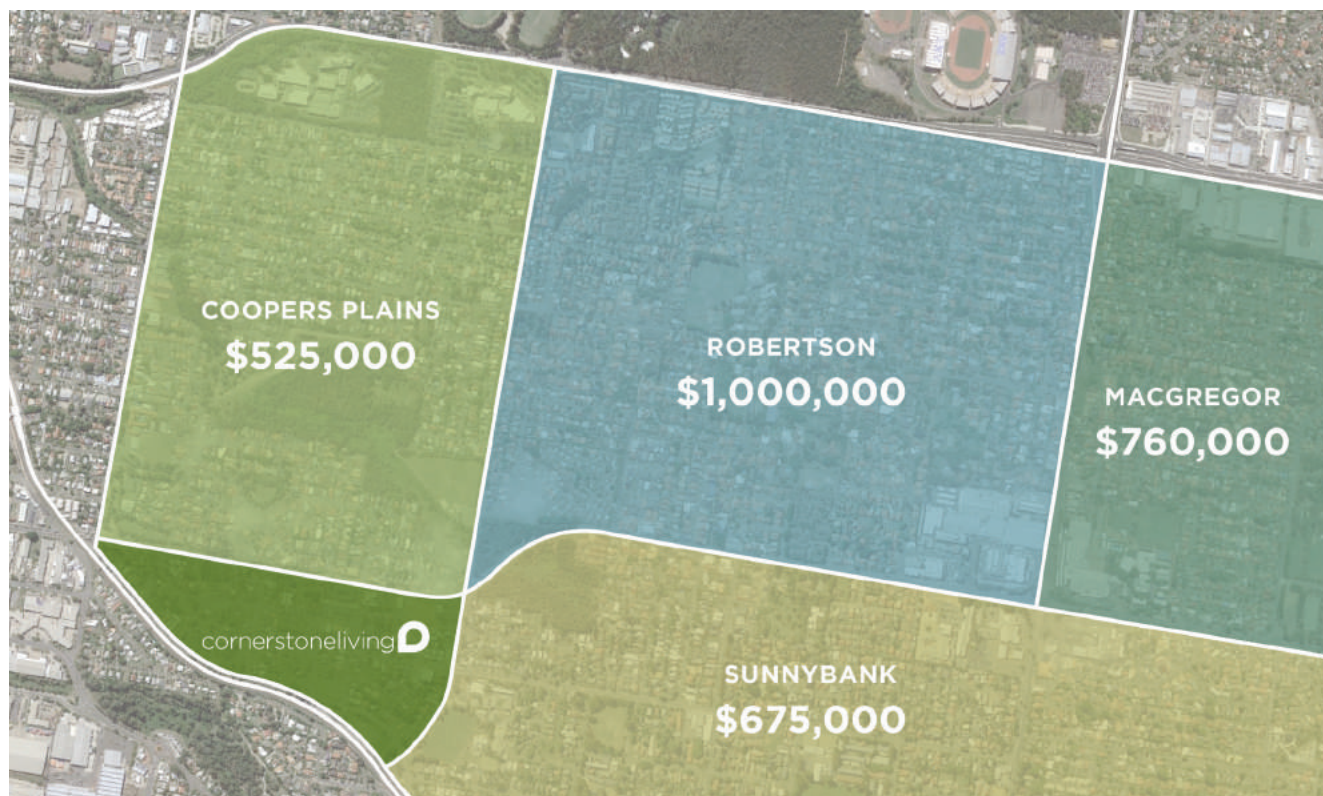 COOPERS PLAINS
$525,000
ROBERTSON
$1,000,000
MACGREGOR
$760,000
cornerstoneliving
SUNNYBANK
$675,000